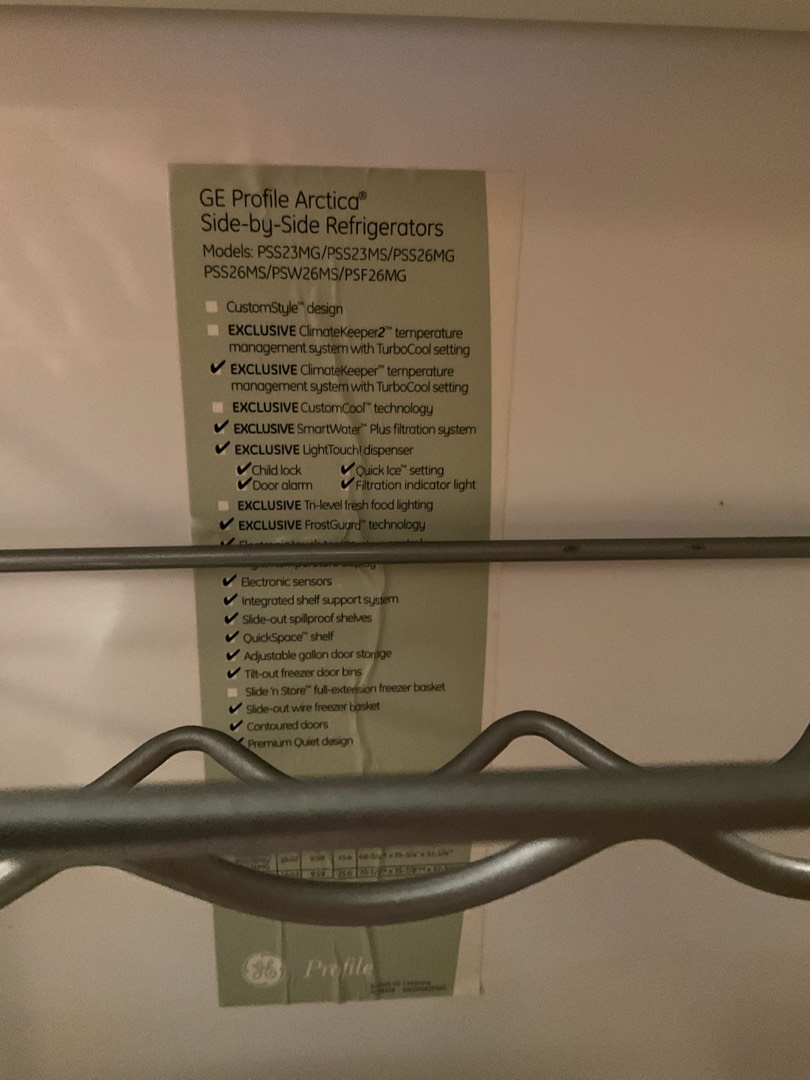 GE Profile Arctica®
Side-by-Side Refrigerators
Models: PSS23MG/PSS23MS/PSS26MG
PSS26MS/PSW26MS/PSF26MG
CustomStyle™ design
EXCLUSIVE ClimateKeeper2™ temperature
management system with TurboCool setting
✔ EXCLUSIVE ClimateKeeper™ temperature
management system with TurboCool setting
EXCLUSIVE CustomCool™ technology
✔ EXCLUSIVE SmartWater™ Plus filtration system
✔ EXCLUSIVE LightTouch! dispenser
✔ Child lock ✔ Quick Ice™ setting
✔ Door alarm ✔ Filtration indicator light
EXCLUSIVE Tri-level fresh food lighting
✔ EXCLUSIVE FrostGuard™ technology
✔ Electronic sensors
✔ Integrated shelf support system
✔ Slide-out spillproof shelves
✔ QuickSpace™ shelf
✔ Adjustable gallon door storage
✔ Tilt-out freezer door bins
Slide 'n Store™ full-extension freezer basket
✔ Slide-out wire freezer basket
✔ Contoured doors
✔ Premium Quiet design
GE Profile